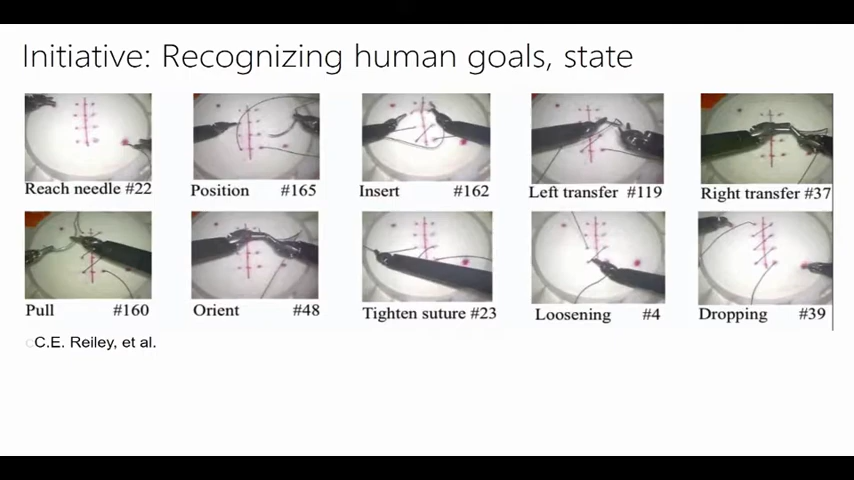 Initiative: Recognizing human goals, state
Reach needle #22
Position #165
Insert #162
Left transfer #119
Right transfer #37
Pull #160
Orient #48
Tighten suture #23
Loosening #4
Dropping #39
C.E. Reiley, et al.